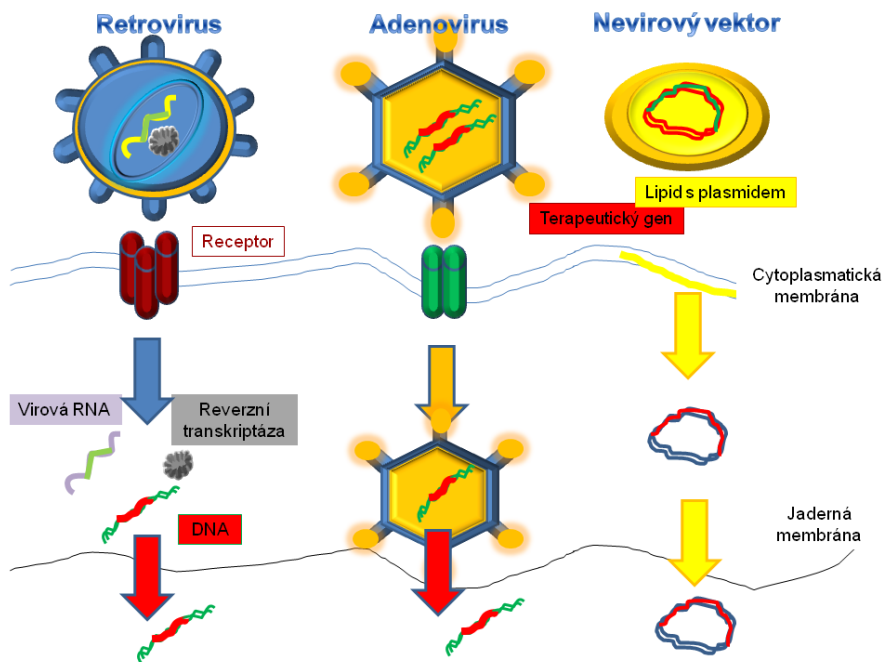 Retrovirus
Adenovirus
Nevirový vektor
Lipid s plasmidem
Terapeutický gen
Receptor
Cytoplasmatická
membrána
Virová RNA
Reverzní
transkriptáza
DNA
Jaderná
membrána